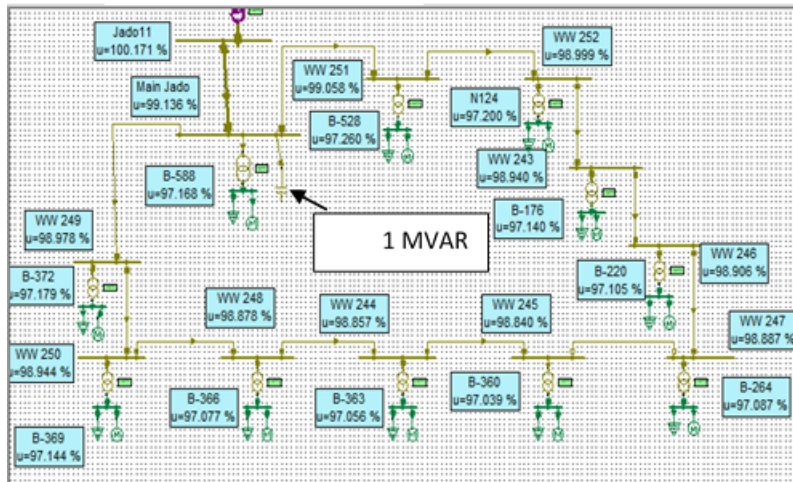 Jado11
u=100.171 %
Main Jado
u=99.136 %
WW 251
u=99.058 %
B-528
u=97.260 %
WW 252
u=98.999 %
N124
u=97.200 %
B-588
u=97.168 %
WW 243
u=98.940 %
B-176
u=97.140 %
1 MVAR
WW 249
u=98.978 %
B-372
u=97.179 %
WW 246
u=98.906 %
B-220
u=97.105 %
WW 248
u=98.878 %
WW 244
u=98.857 %
WW 245
u=98.840 %
WW 247
u=98.887 %
WW 250
u=98.944 %
B-366
u=97.077 %
B-363
u=97.056 %
B-360
u=97.039 %
B-264
u=97.087 %
B-369
u=97.144 %